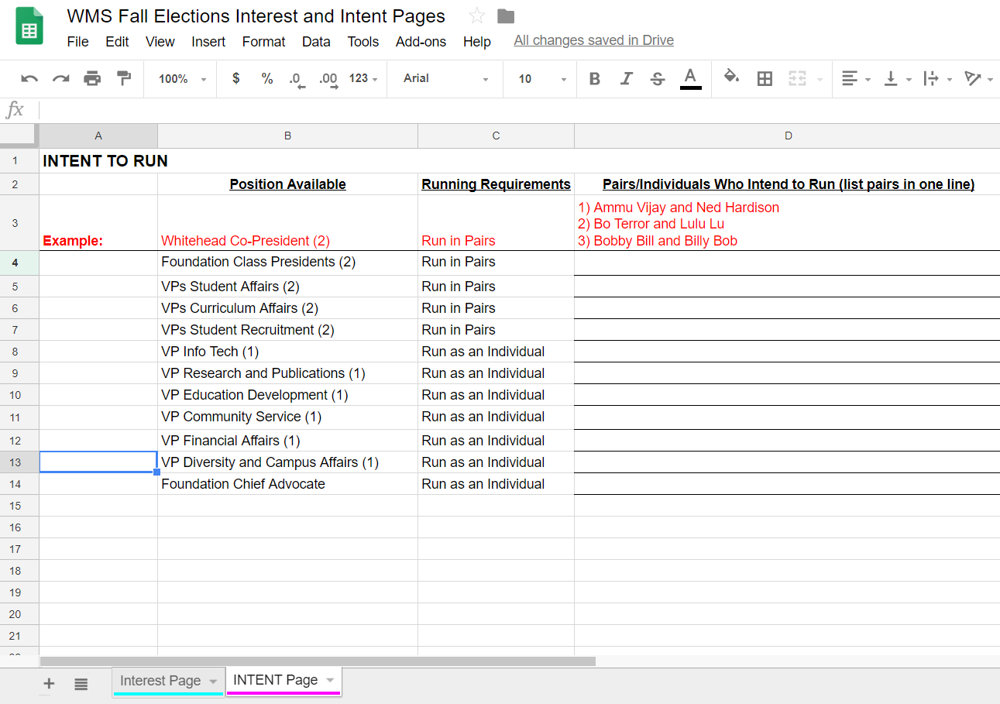 WMS Fall Elections Interest and Intent Pages
File Edit View Insert Format Data Tools Add-ons Help All changes saved in Drive
100% $ % .0 .00 123 Arial 10 B I S A
fx
A B C D
1 INTENT TO RUN
2 Position Available Running Requirements Pairs/Individuals Who Intend to Run (list pairs in one line)
1) Ammu Vijay and Ned Hardison
3 2) Bo Terror and Lulu Lu
Example: Whitehead Co-President (2) Run in Pairs 3) Bobby Bill and Billy Bob
4 Foundation Class Presidents (2) Run in Pairs
5 VPs Student Affairs (2) Run in Pairs
6 VPs Curriculum Affairs (2) Run in Pairs
7 VPs Student Recruitment (2) Run in Pairs
8 VP Info Tech (1) Run as an Individual
9 VP Research and Publications (1) Run as an Individual
10 VP Education Development (1) Run as an Individual
11 VP Community Service (1) Run as an Individual
12 VP Financial Affairs (1) Run as an Individual
13 VP Diversity and Campus Affairs (1) Run as an Individual
14 Foundation Chief Advocate Run as an Individual
15
16
17
18
19
20
21
Interest Page INTENT Page